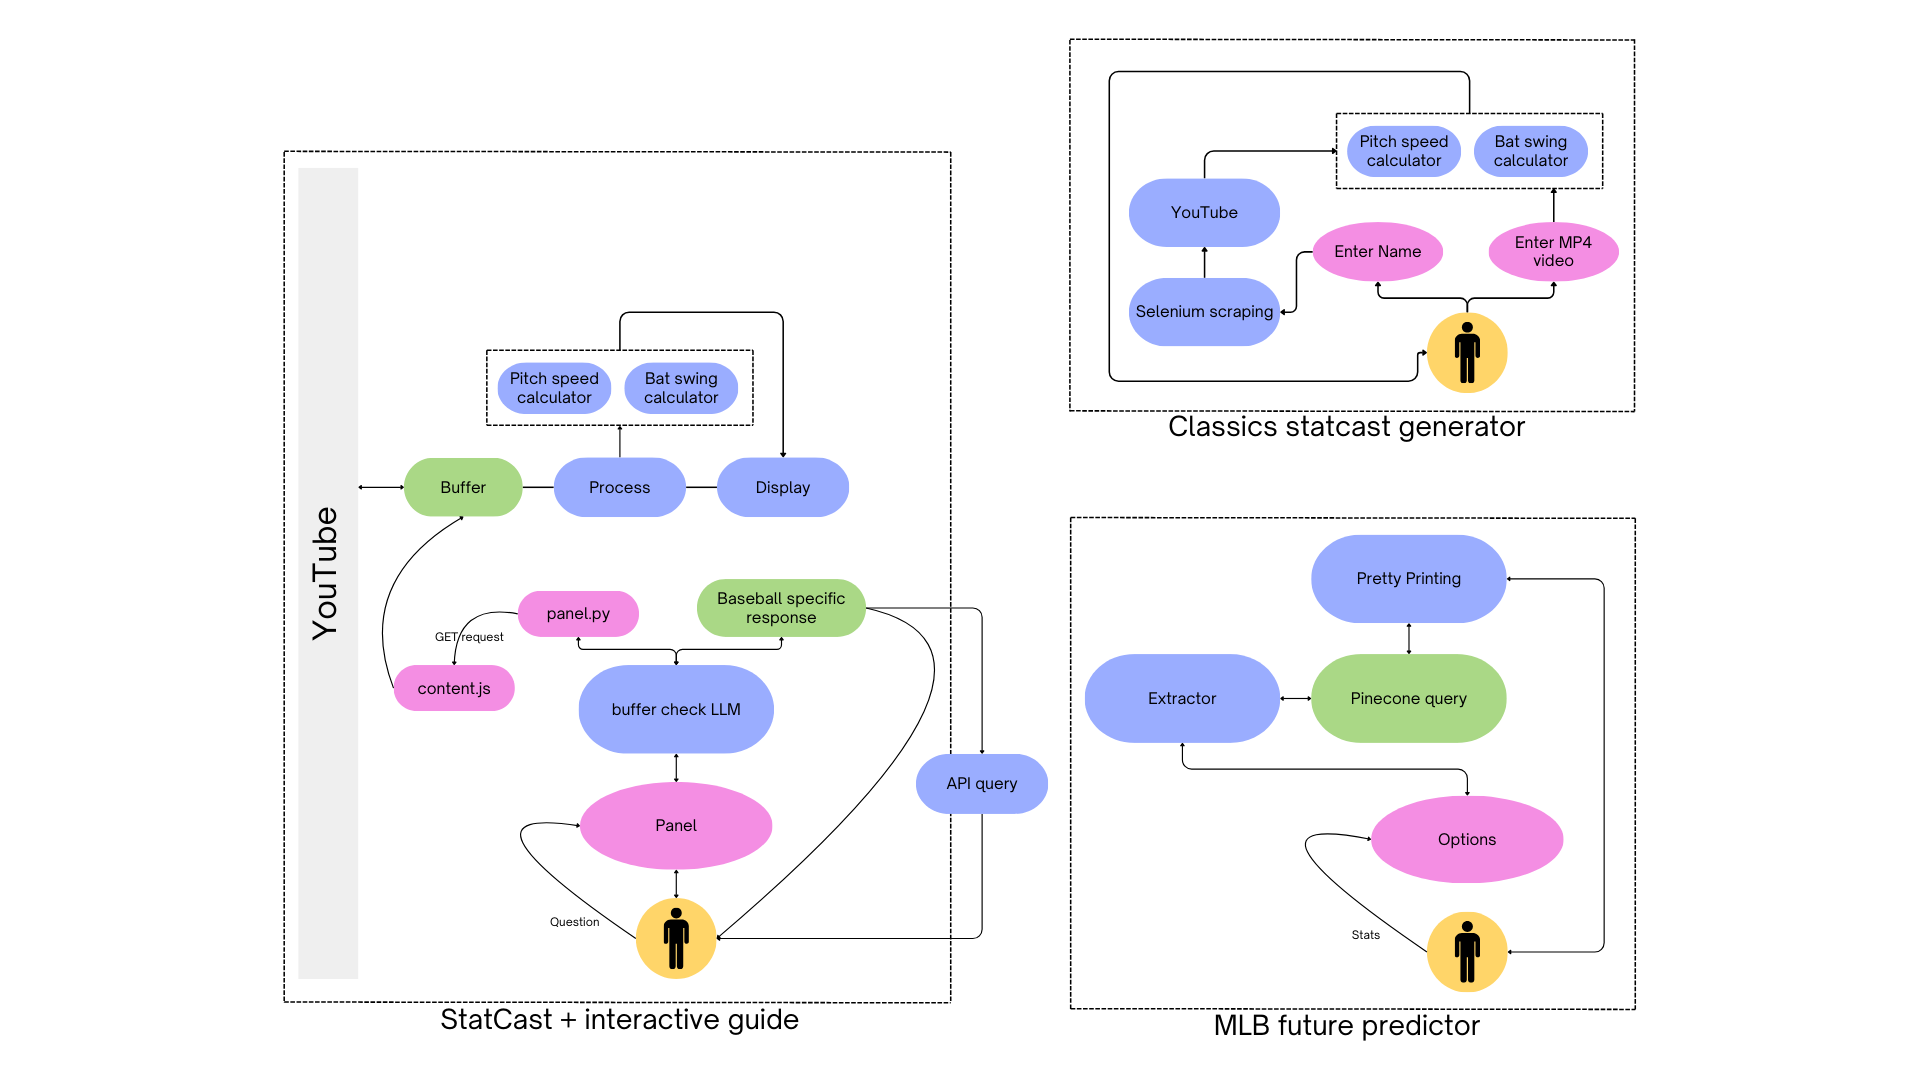 YouTube
Pitch speed
calculator
Bat swing
calculator
Buffer
Process
Display
panel.py
Baseball specific
response
GET request
content.js
buffer check LLM
API query
Panel
Question
StatCast + interactive guide
Pitch speed
calculator
Bat swing
calculator
YouTube
Enter Name
Enter MP4
video
Selenium scraping
Classics statcast generator
Pretty Printing
Extractor
Pinecone query
Options
Stats
MLB future predictor